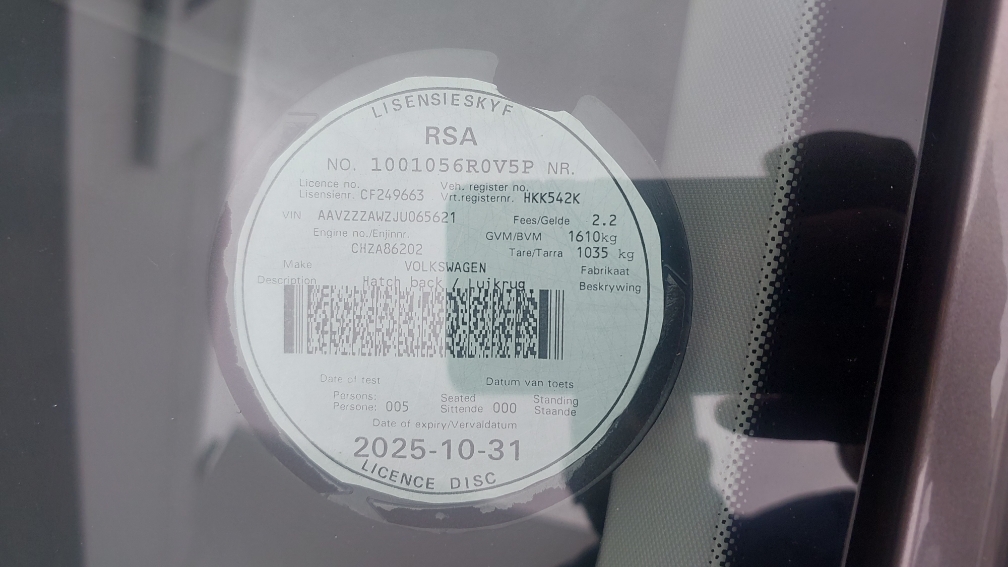 LISENSIESKYF
RSA
NO. 1001056R0V5P NR.
Licence no. Veh. register no.
Lisensienr. CF249663 Vrt.registernr. HKK542K
VIN AAVZZZAWZJU065621 Fees/Gelde 2.2
Engine no./Enjinnr. GVM/BVM 1610kg
CHZA86202 Tare/Tarra 1035 kg
Make VOLKSWAGEN Fabrikaat
Description Hatch back / Luikrug Beskrywing
Date of test Datum van toets
Persons: Seated Standing
Persone: 005 Sittende 000 Staande
Date of expiry/Vervaldatum
2025-10-31
LICENCE DISC